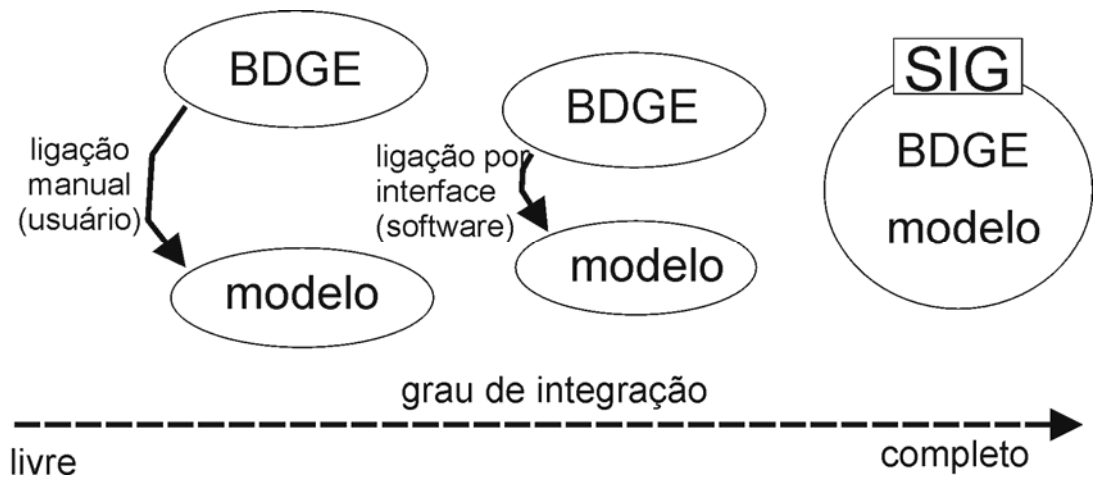 BDGE
ligação
manual
(usuário)
modelo
BDGE
ligação por
interface
(software)
modelo
SIG
BDGE
modelo
grau de integração
livre
completo